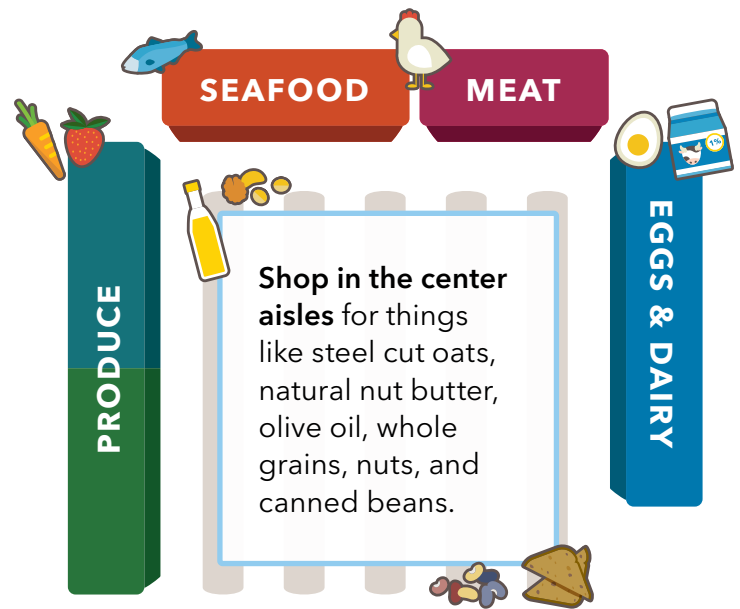 SEAFOOD
MEAT
PRODUCE
EGGS & DAIRY
1%
Shop in the center
aisles for things
like steel cut oats,
natural nut butter,
olive oil, whole
grains, nuts, and
canned beans.